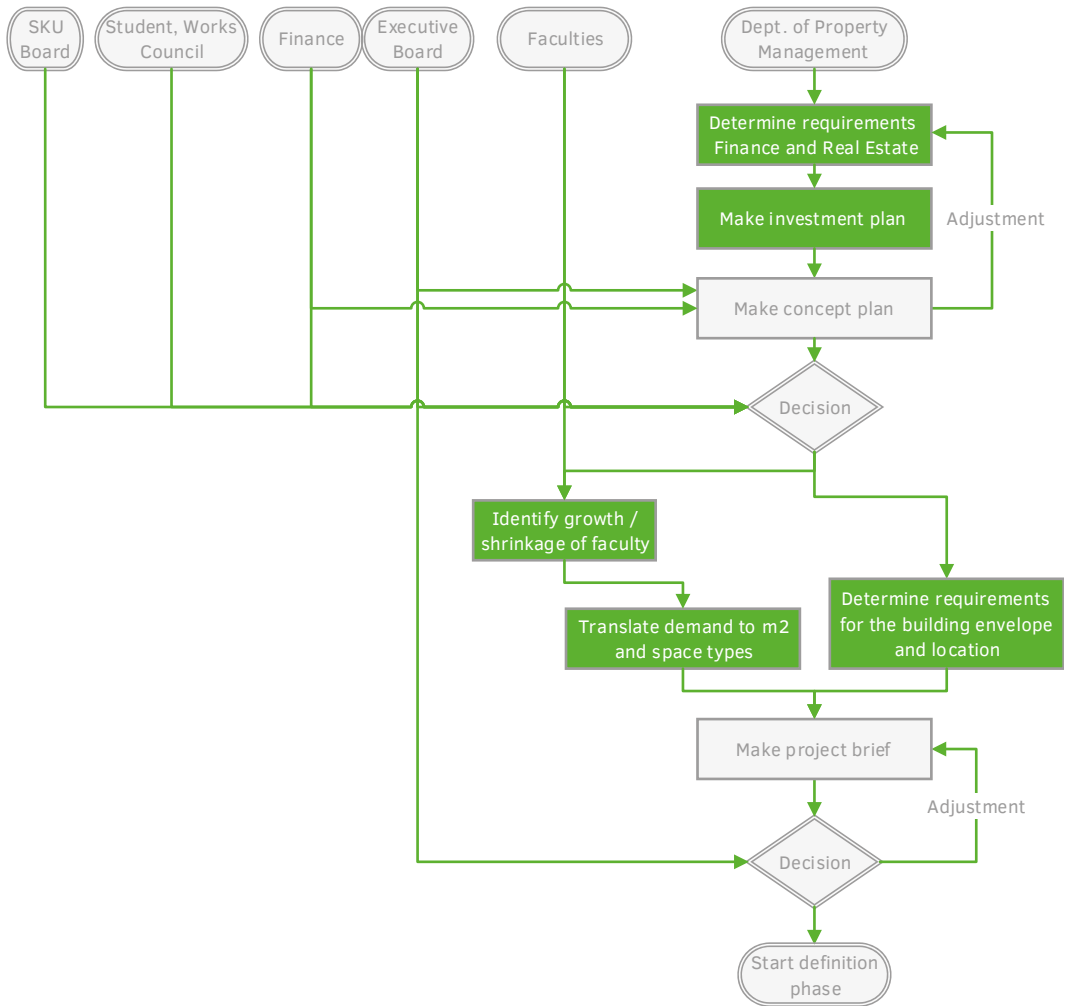 SKU
Board
Student, Works
Council
Finance
Executive
Board
Faculties
Dept. of Property
Management
Determine requirements
Finance and Real Estate
Make investment plan
Adjustment
Make concept plan
Decision
Identify growth /
shrinkage of faculty
Translate demand to m2
and space types
Determine requirements
for the building envelope
and location
Make project brief
Adjustment
Decision
Start definition
phase